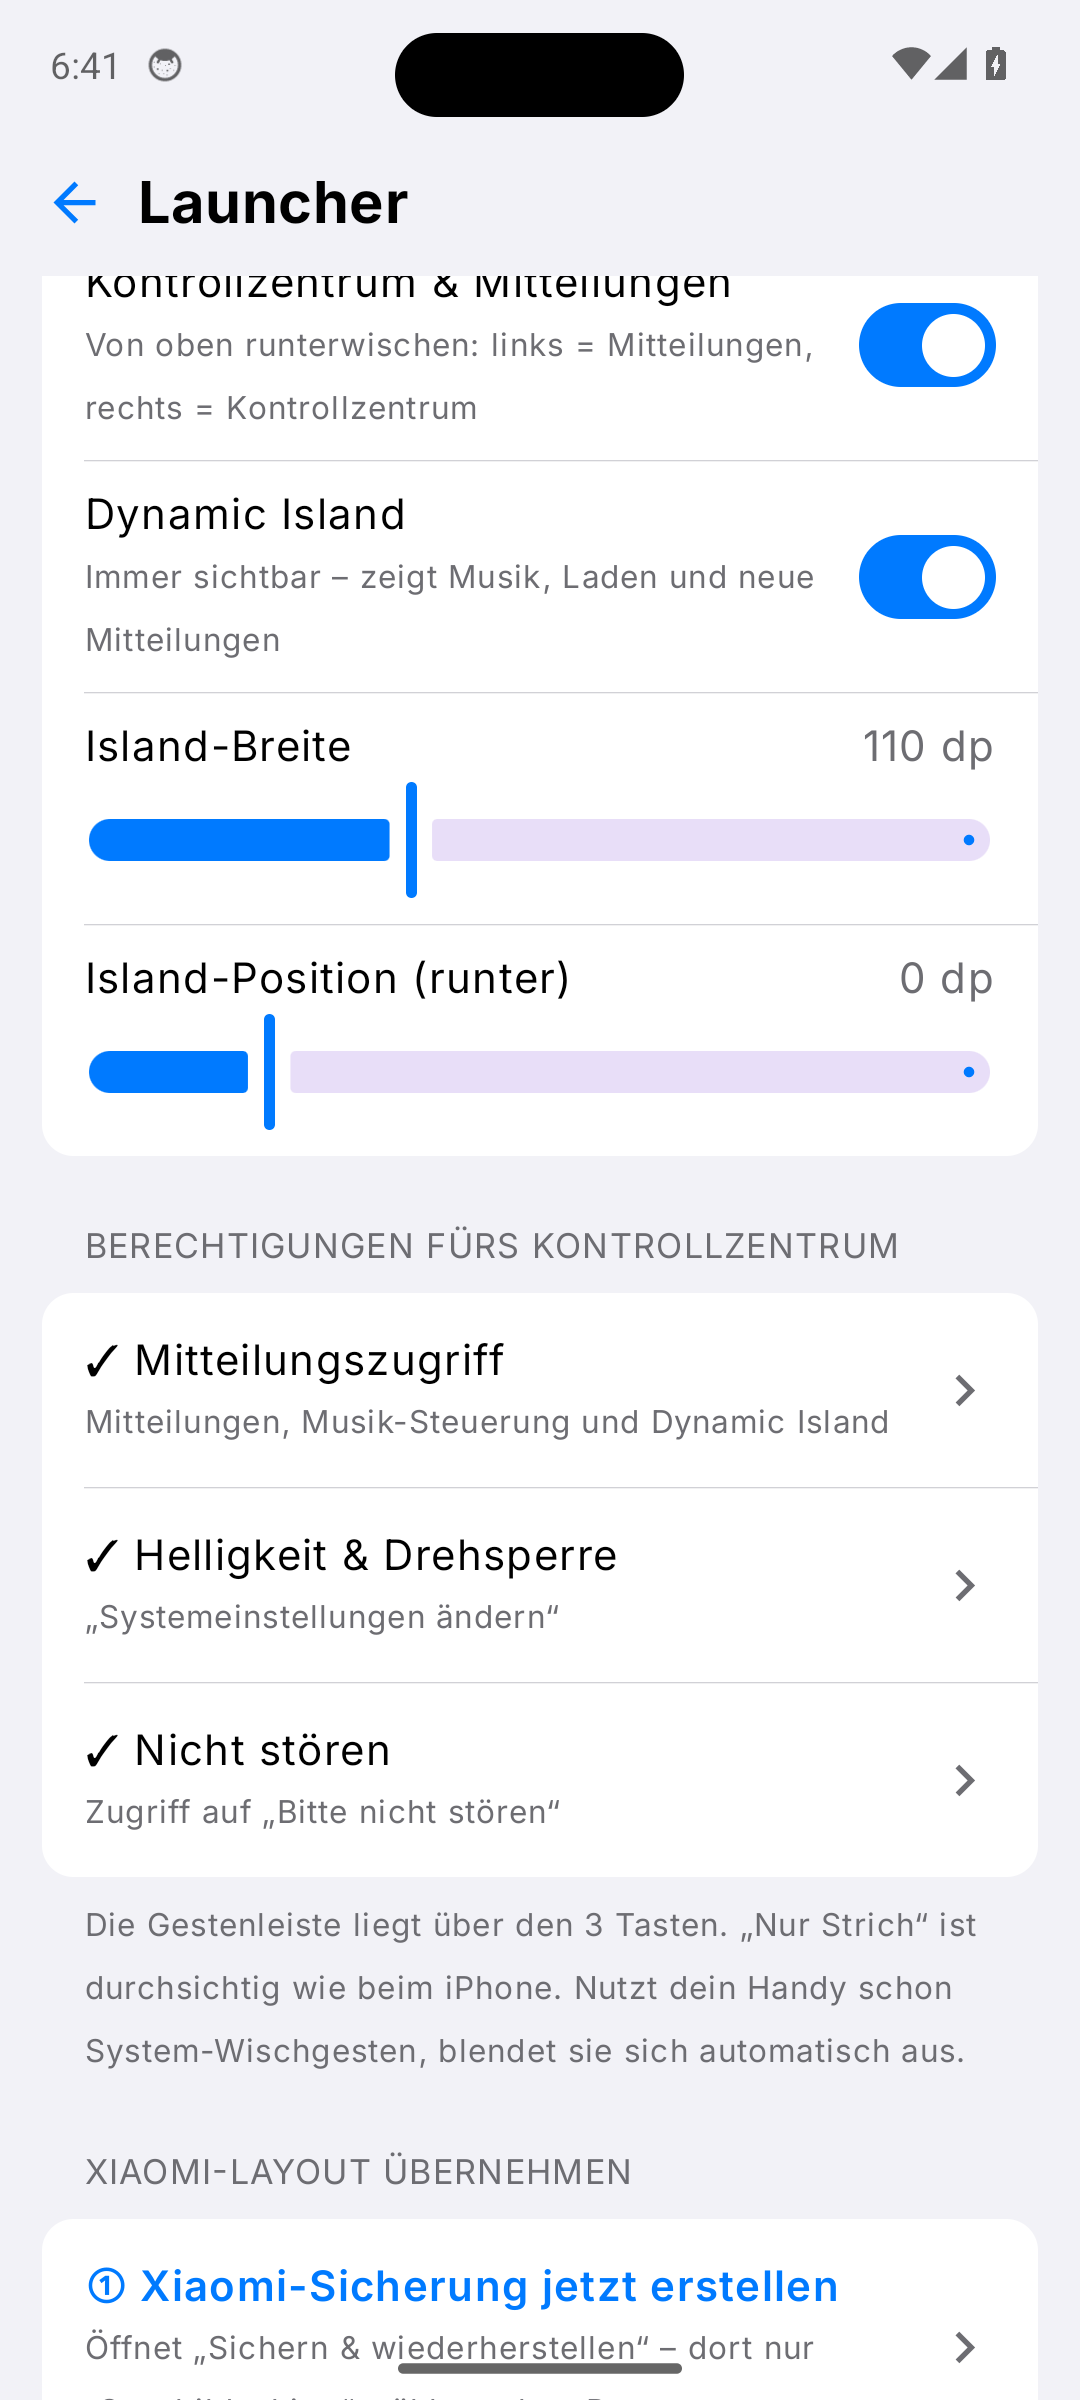 6:41
Launcher
Kontrollzentrum & Mitteilungen
Von oben runterwischen: links = Mitteilungen,
rechts = Kontrollzentrum
Dynamic Island
Immer sichtbar – zeigt Musik, Laden und neue
Mitteilungen
Island-Breite
110 dp
Island-Position (runter)
0 dp
BERECHTIGUNGEN FÜRS KONTROLLZENTRUM
✓ Mitteilungszugriff
Mitteilungen, Musik-Steuerung und Dynamic Island
✓ Helligkeit & Drehsperre
„Systemeinstellungen ändern“
✓ Nicht stören
Zugriff auf „Bitte nicht stören“
Die Gestenleiste liegt über den 3 Tasten. „Nur Strich“ ist
durchsichtig wie beim iPhone. Nutzt dein Handy schon
System-Wischgesten, blendet sie sich automatisch aus.
XIAOMI-LAYOUT ÜBERNEHMEN
① Xiaomi-Sicherung jetzt erstellen
Öffnet „Sichern & wiederherstellen“ – dort nur